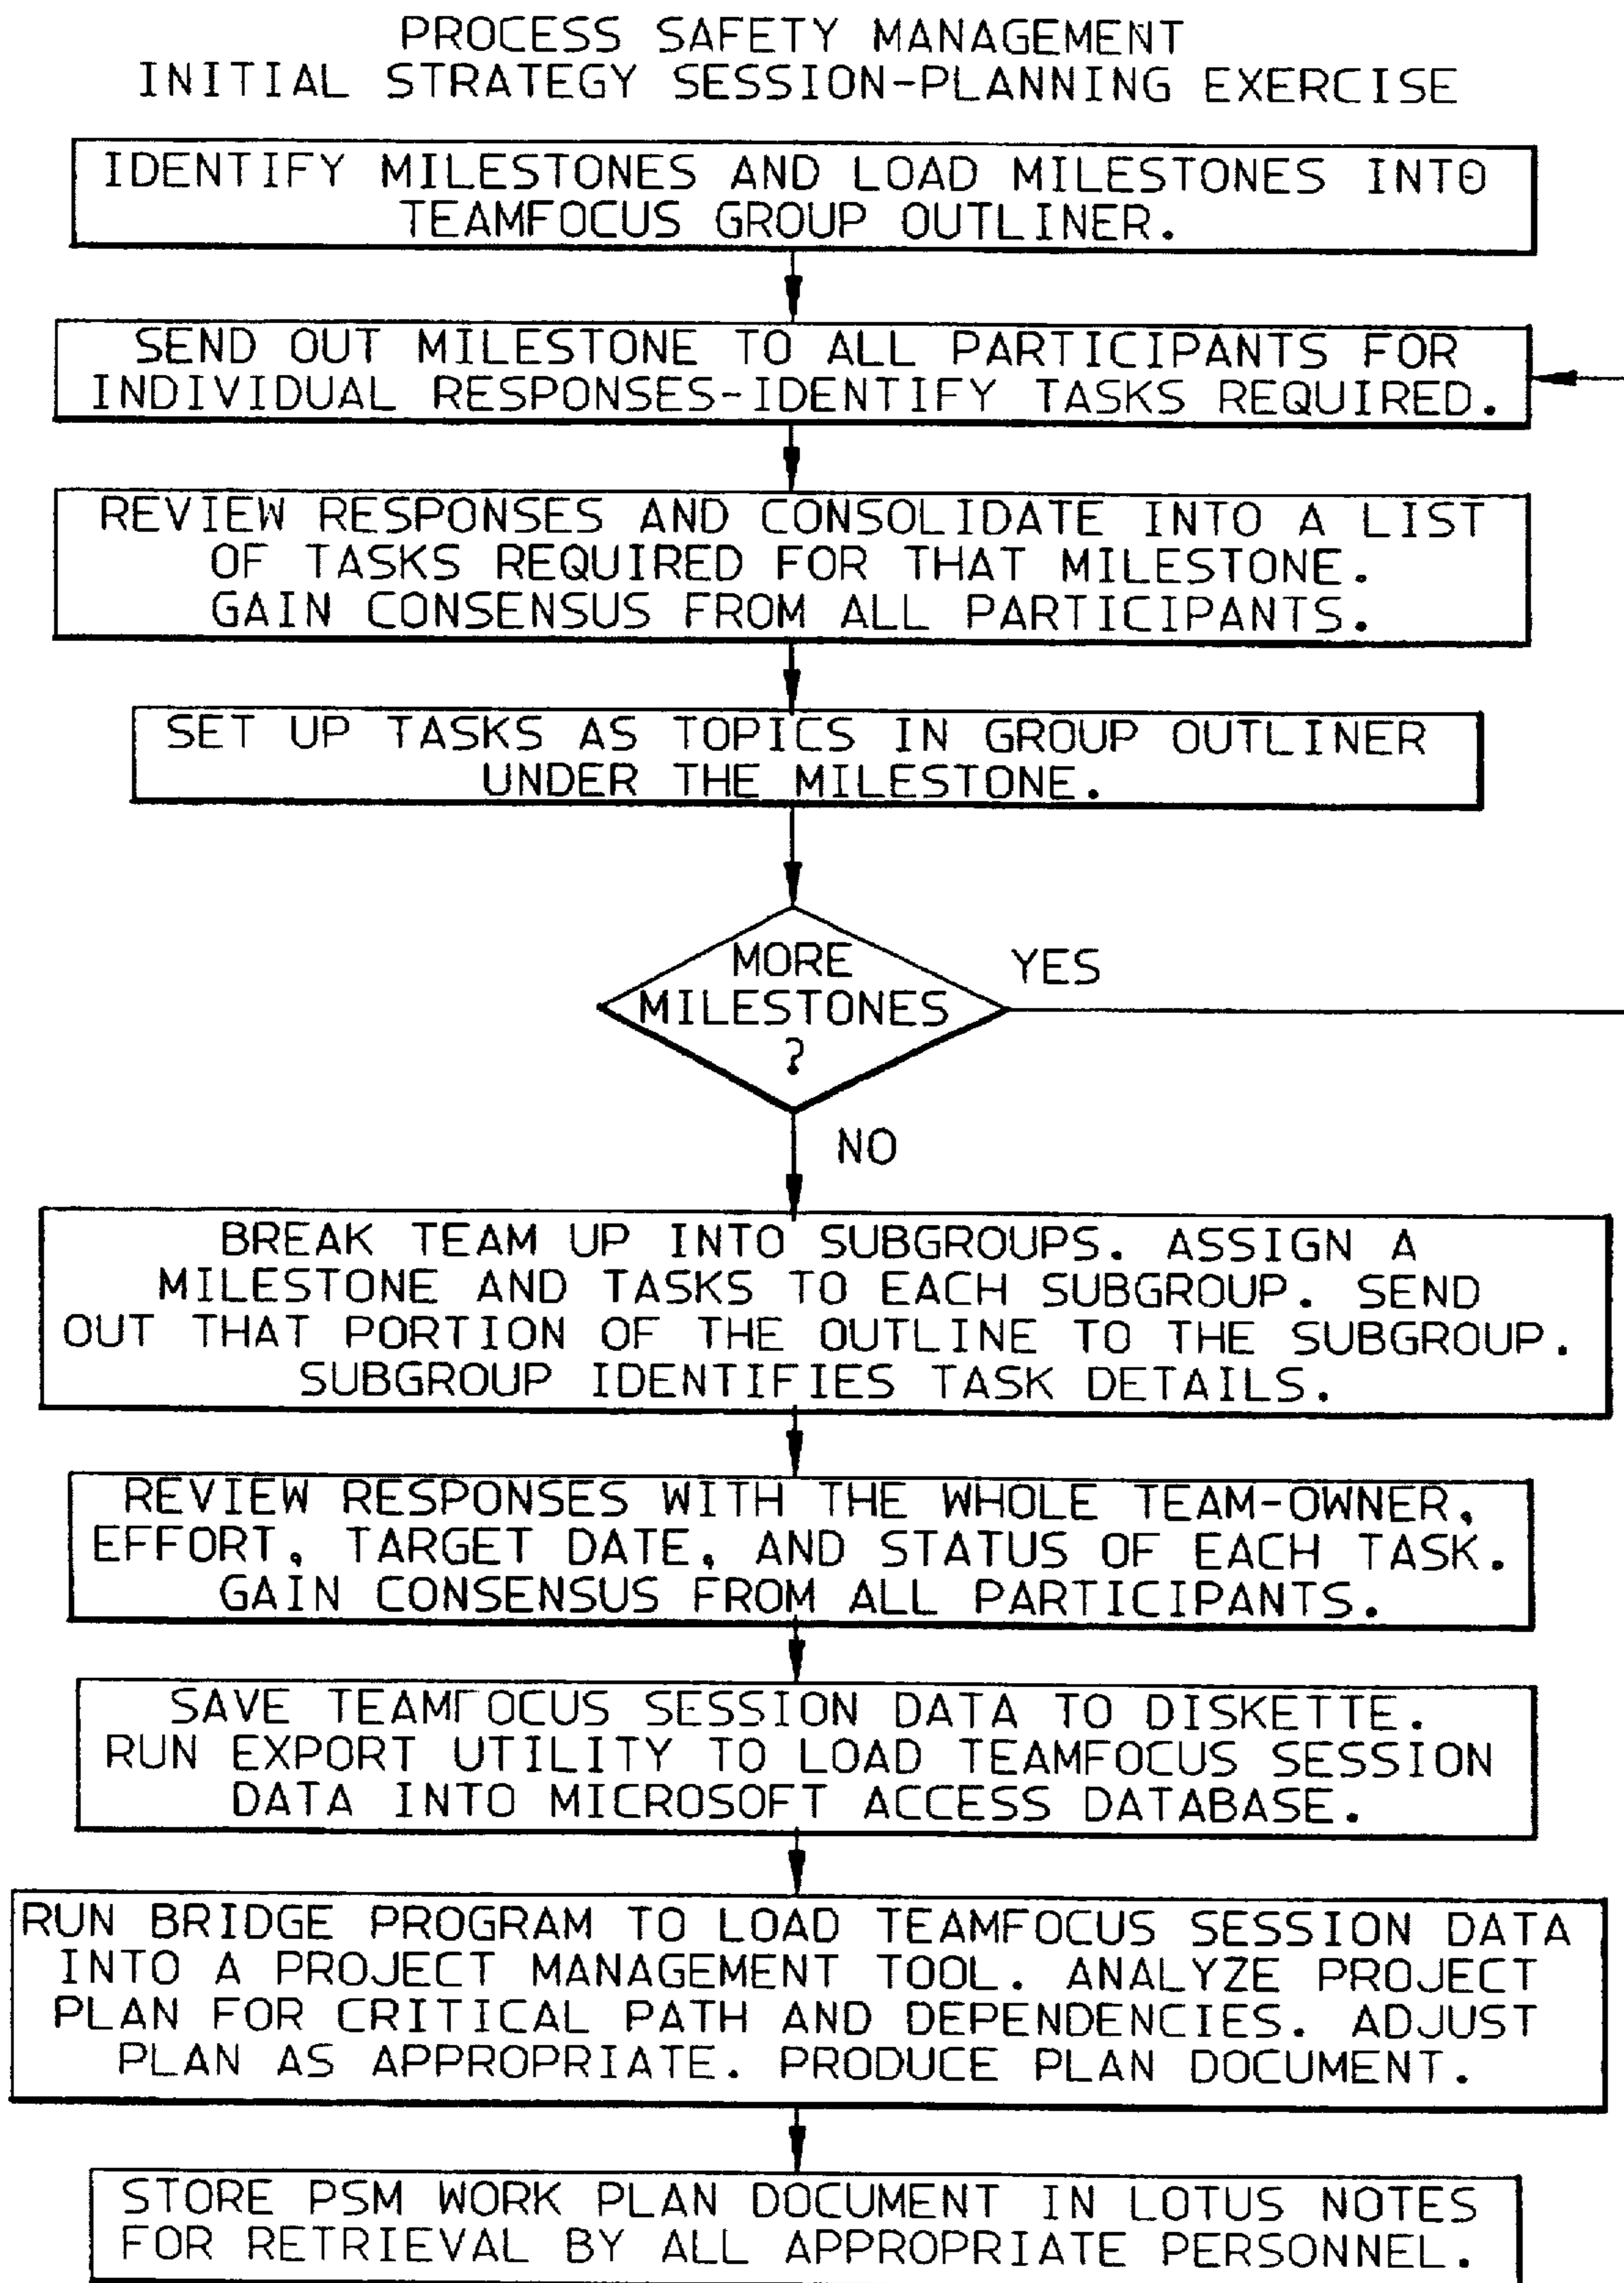 PROCESS SAFETY MANAGEMENT
INITIAL STRATEGY SESSION-PLANNING EXERCISE
IDENTIFY MILESTONES AND LOAD MILESTONES INTO
TEAMFOCUS GROUP OUTLINER.
SEND OUT MILESTONE TO ALL PARTICIPANTS FOR
INDIVIDUAL RESPONSES-IDENTIFY TASKS REQUIRED.
REVIEW RESPONSES AND CONSOLIDATE INTO A LIST
OF TASKS REQUIRED FOR THAT MILESTONE.
GAIN CONSENSUS FROM ALL PARTICIPANTS.
SET UP TASKS AS TOPICS IN GROUP OUTLINER
UNDER THE MILESTONE.
MORE
MILESTONES
?
YES
NO
BREAK TEAM UP INTO SUBGROUPS. ASSIGN A
MILESTONE AND TASKS TO EACH SUBGROUP. SEND
OUT THAT PORTION OF THE OUTLINE TO THE SUBGROUP.
SUBGROUP IDENTIFIES TASK DETAILS.
REVIEW RESPONSES WITH THE WHOLE TEAM-OWNER,
EFFORT, TARGET DATE, AND STATUS OF EACH TASK.
GAIN CONSENSUS FROM ALL PARTICIPANTS.
SAVE TEAMFOCUS SESSION DATA TO DISKETTE.
RUN EXPORT UTILITY TO LOAD TEAMFOCUS SESSION
DATA INTO MICROSOFT ACCESS DATABASE.
RUN BRIDGE PROGRAM TO LOAD TEAMFOCUS SESSION DATA
INTO A PROJECT MANAGEMENT TOOL. ANALYZE PROJECT
PLAN FOR CRITICAL PATH AND DEPENDENCIES. ADJUST
PLAN AS APPROPRIATE. PRODUCE PLAN DOCUMENT.
STORE PSM WORK PLAN DOCUMENT IN LOTUS NOTES
FOR RETRIEVAL BY ALL APPROPRIATE PERSONNEL.